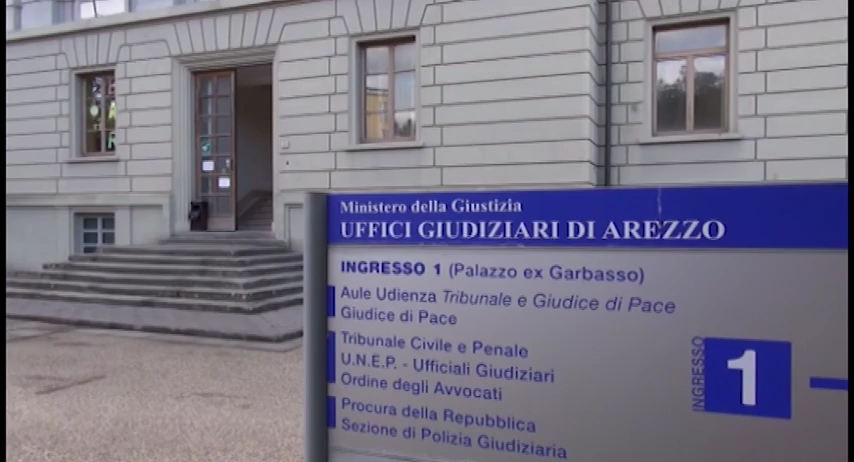 Ministero della Giustizia
UFFICI GIUDIZIARI DI AREZZO
INGRESSO 1 (Palazzo ex Garbasso)
Aule Udienza Tribunale e Giudice di Pace
Giudice di Pace
Tribunale Civile e Penale
U.N.E.P. - Ufficiali Giudiziari
Ordine degli Avvocati
Procura della Repubblica
Sezione di Polizia Giudiziaria
INGRESSO
1